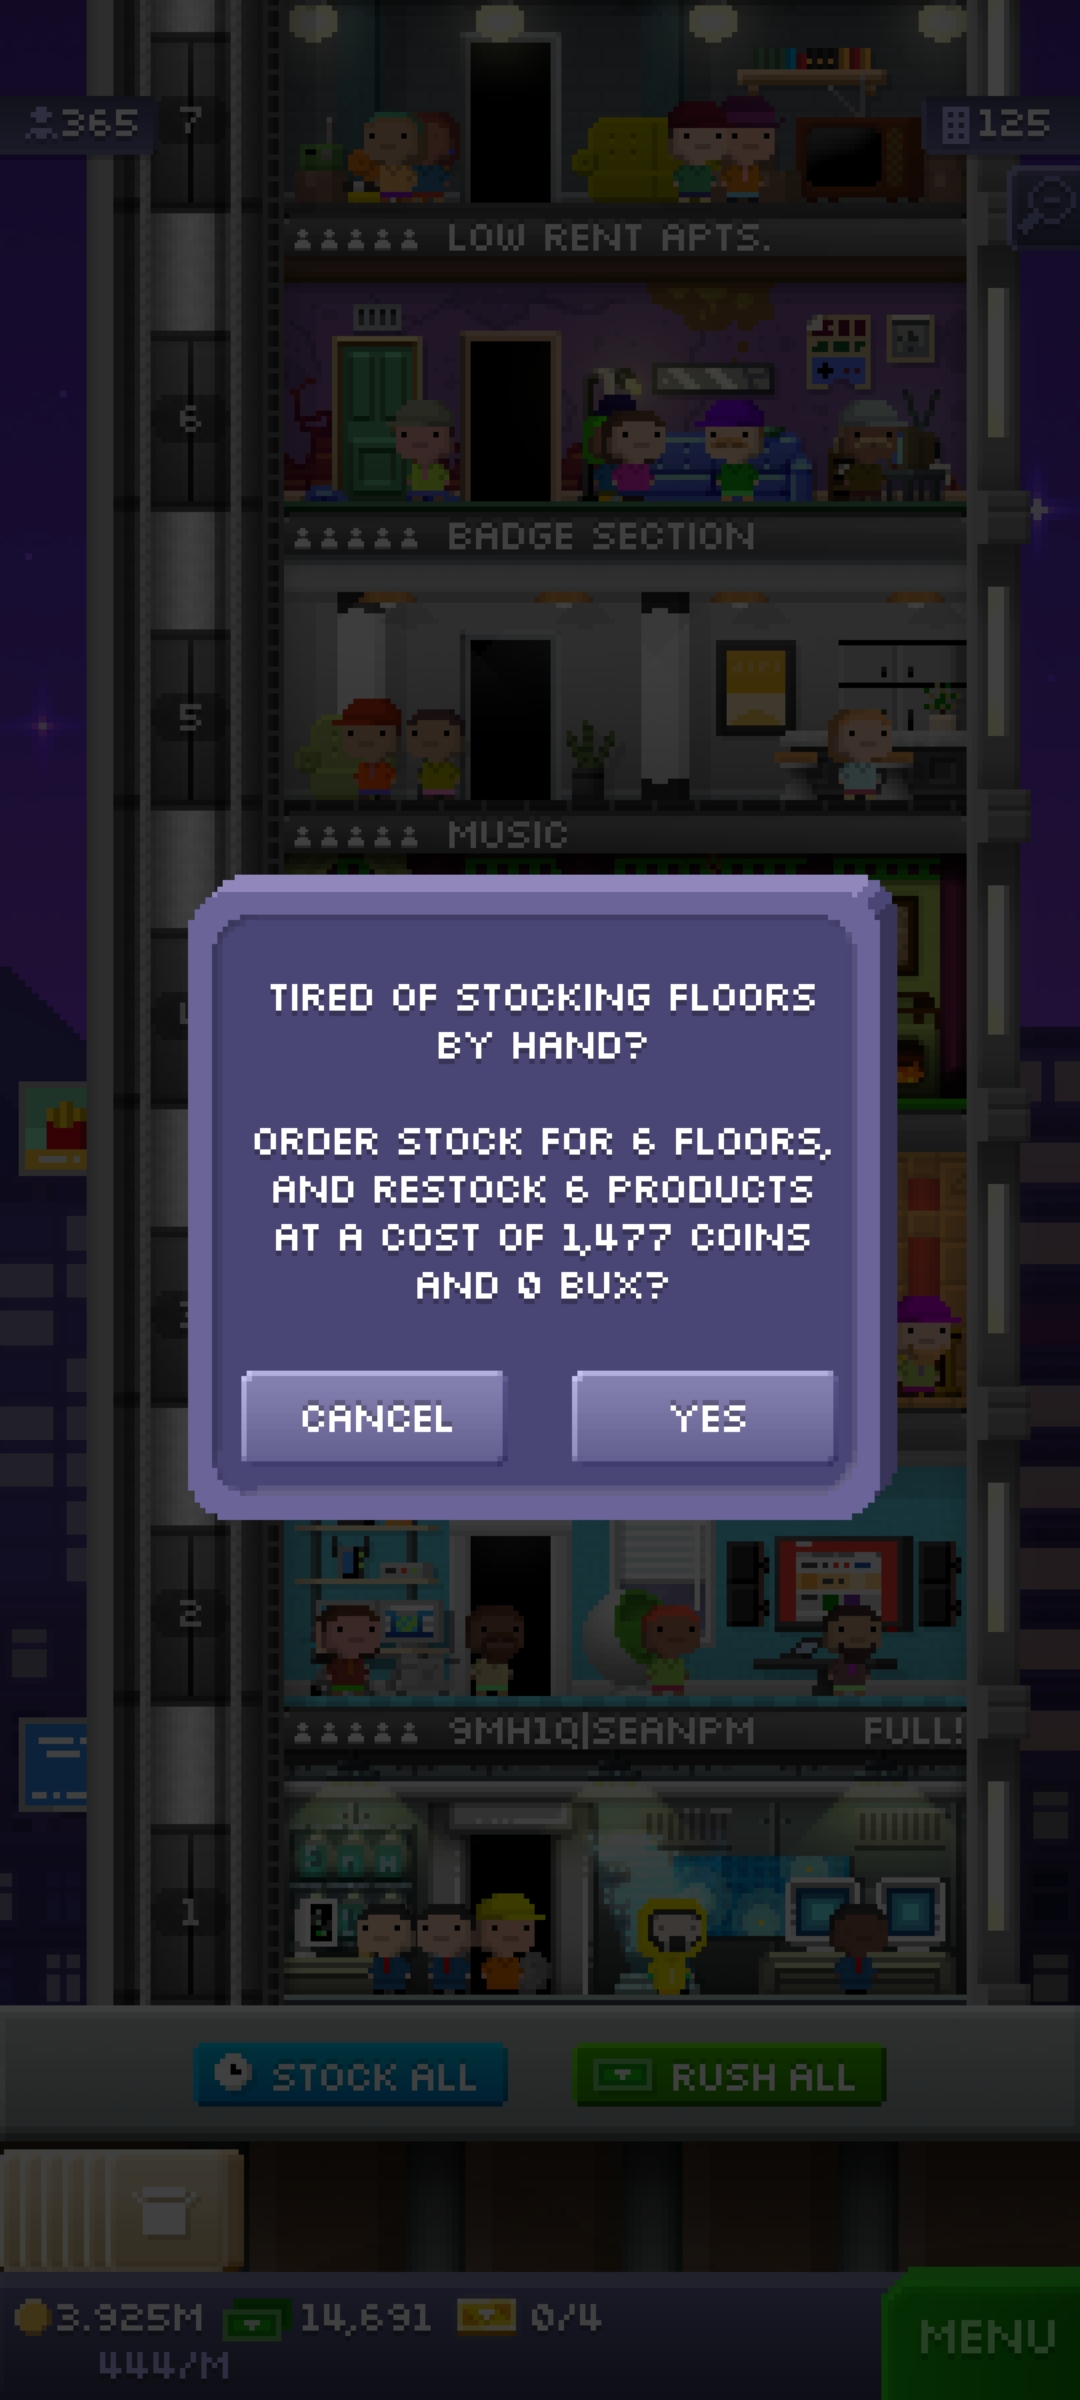 365
7
125
LOW RENT APTS.
6
BADGE SECTION
5
MUSIC
TIRED OF STOCKING FLOORS
BY HAND?
ORDER STOCK FOR 6 FLOORS,
AND RESTOCK 6 PRODUCTS
AT A COST OF 1,477 COINS
AND 0 BUX?
CANCEL
YES
2
9MH1Q|SEANPM
FULL!
1
STOCK ALL
RUSH ALL
3.925M
14,691
0/4
444/M
MENU